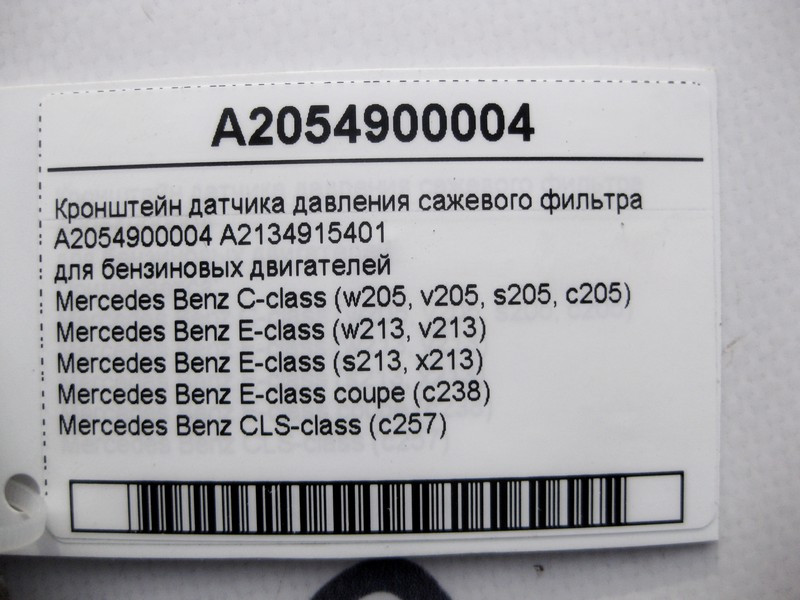 A2054900004
Кронштейн датчика давления сажевого фильтра
A2054900004 A2134915401
для бензиновых двигателей
Mercedes Benz C-class (w205, v205, s205, c205)
Mercedes Benz E-class (w213, v213)
Mercedes Benz E-class (s213, x213)
Mercedes Benz E-class coupe (c238)
Mercedes Benz CLS-class (c257)